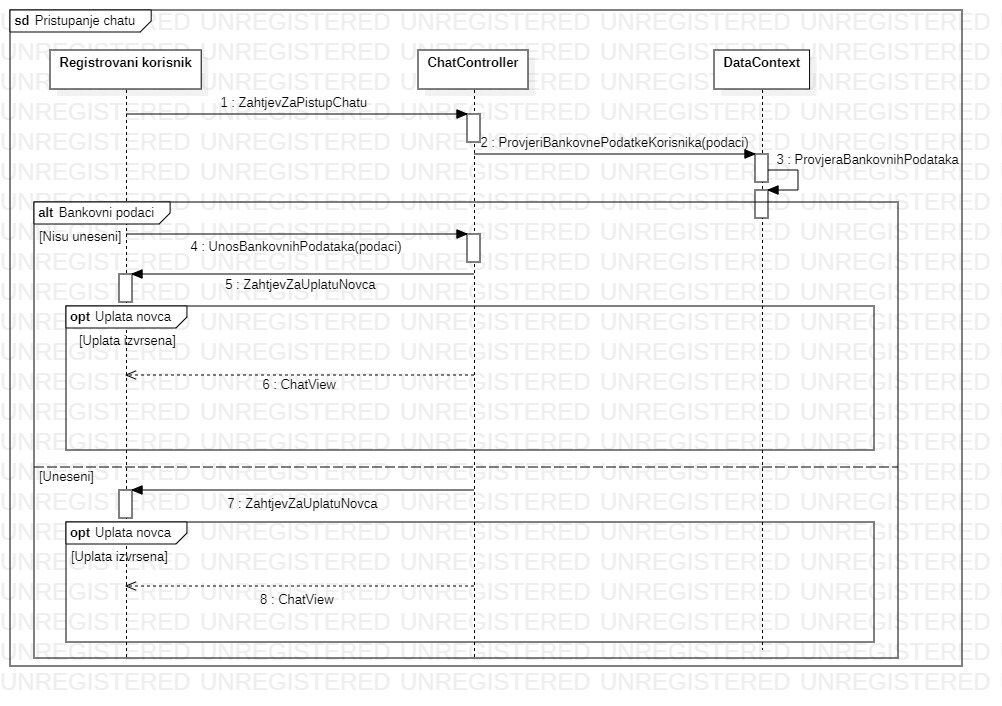 sd Pristupanje chatu
Registrovani korisnik
ChatController
DataContext
1 : ZahtjevZaPistupChatu
2 : ProvjeriBankovnePodatkeKorisnika(podaci)
3 : ProvjeraBankovnihPodataka
alt Bankovni podaci
[Nisu uneseni]
4 : UnosBankovnihPodataka(podaci)
5 : ZahtjevZaUplatuNovca
opt Uplata novca
[Uplata izvrsena]
6 : ChatView
[Uneseni]
7 : ZahtjevZaUplatuNovca
opt Uplata novca
[Uplata izvrsena]
8 : ChatView
UNREGISTERED UNREGISTERED UNREGISTERED UNREGISTERED UNREGISTERED